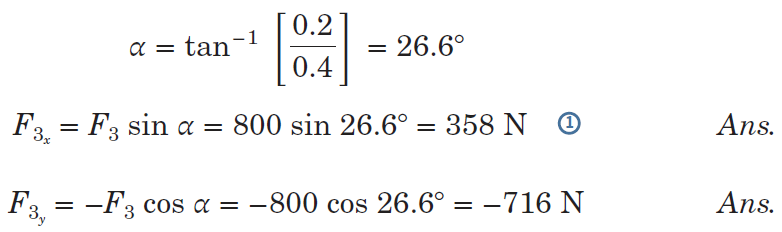 α = tan⁻¹ [0.2/0.4] = 26.6°
F₃ₓ = F₃ sin α = 800 sin 26.6° = 358 N ① Ans.
F₃ᵧ = −F₃ cos α = −800 cos 26.6° = −716 N Ans.